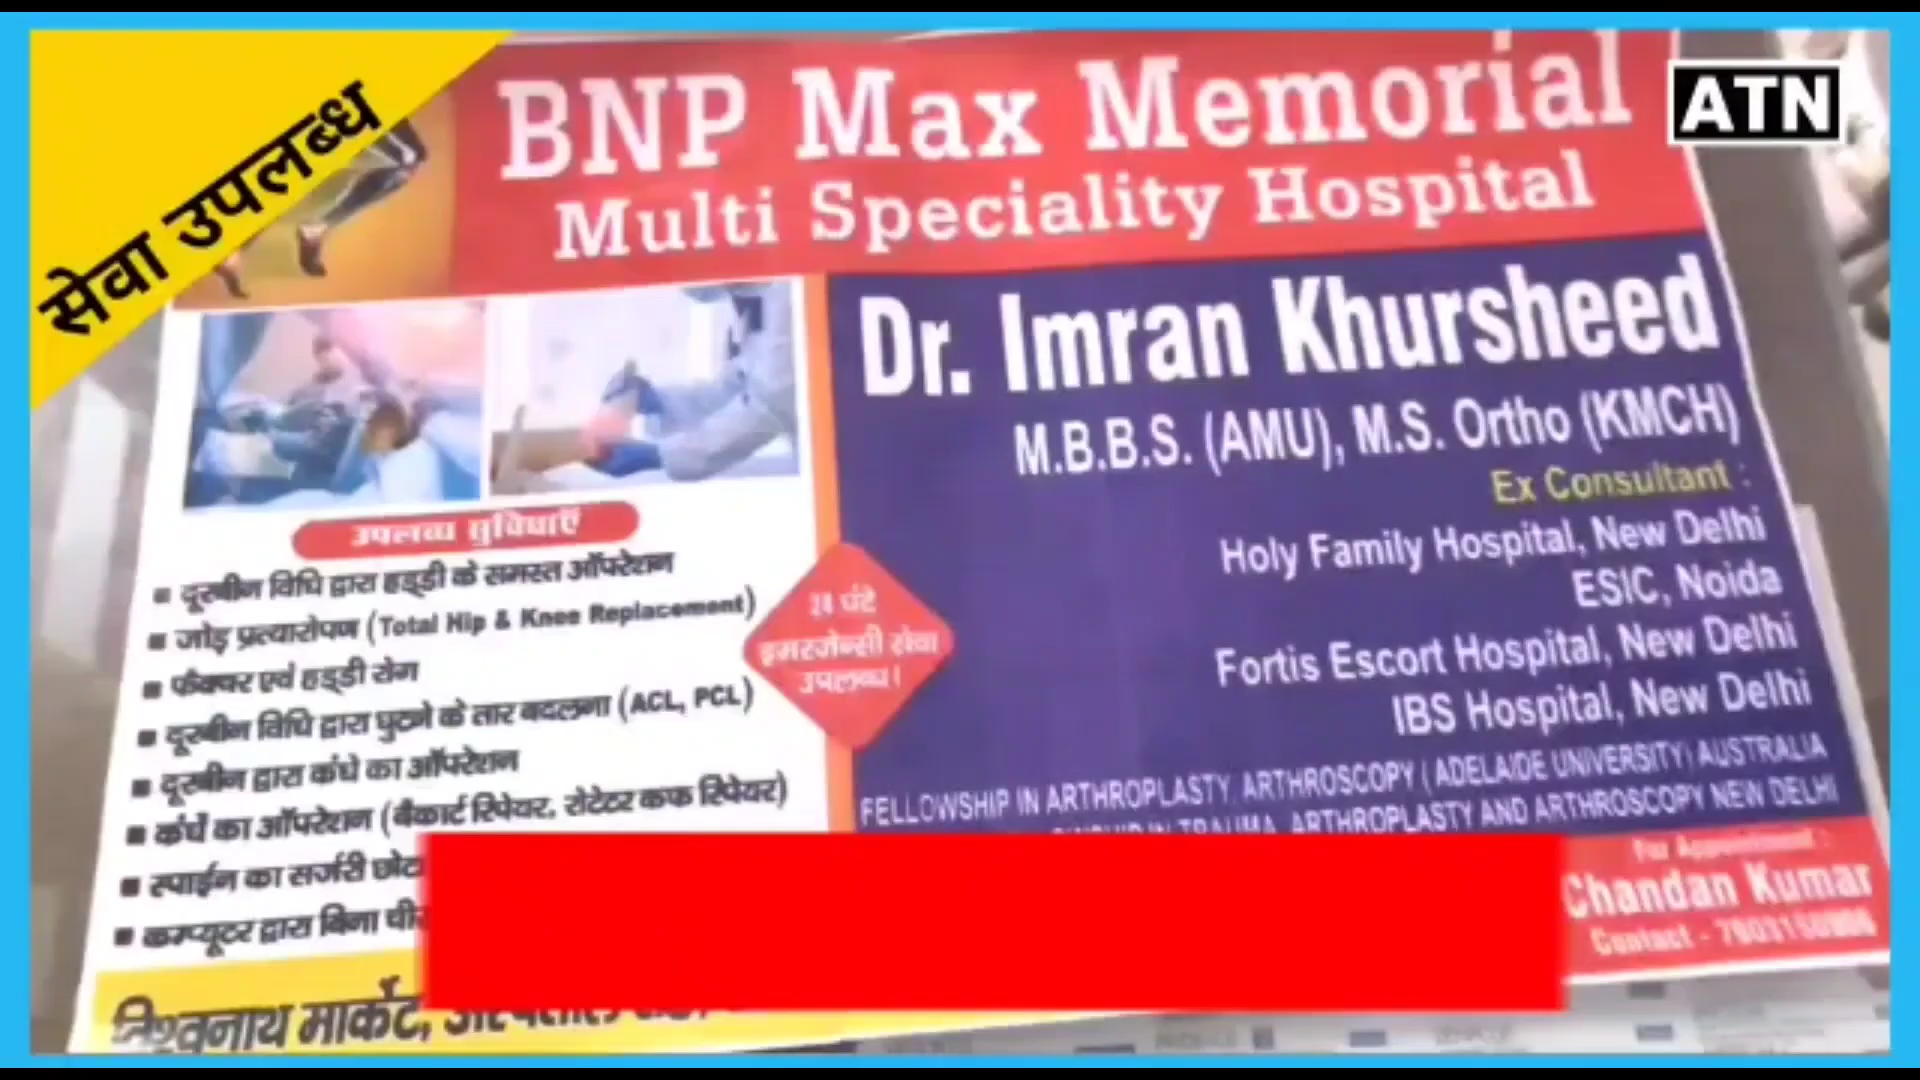 सेवा उपलब्ध
ATN
BNP Max Memorial
Multi Speciality Hospital
Dr. Imran Khursheed
M.B.B.S. (AMU), M.S. Ortho (KMCH)
Ex Consultant :
Holy Family Hospital, New Delhi
ESIC, Noida
Fortis Escort Hospital, New Delhi
IBS Hospital, New Delhi
FELLOWSHIP IN ARTHROPLASTY, ARTHROSCOPY (ADELAIDE UNIVERSITY) AUSTRALIA
IN TRAUMA, ARTHROPLASTY AND ARTHROSCOPY NEW DELHI
उपलब्ध सुविधाएँ
■ दूरबीन विधि द्वारा हड्डी के समस्त ऑपरेशन
■ जोड़ प्रत्यारोपण (Total Hip & Knee Replacement)
■ फ्रैक्चर एवं हड्डी रोग
■ दूरबीन विधि द्वारा घुटने के तार बदलना (ACL, PCL)
■ दूरबीन द्वारा कंधे का ऑपरेशन
■ कंधे का ऑपरेशन (बैंकार्ट रिपेयर, रोटेटर कफ रिपेयर)
■ स्पाईन का सर्जरी
■ कम्प्यूटर द्वारा बिना
24 घंटे
इमरजेन्सी सेवा
उपलब्ध।
For Appointment :
Chandan Kumar
Contact -
विश्वनाथ मार्केट,